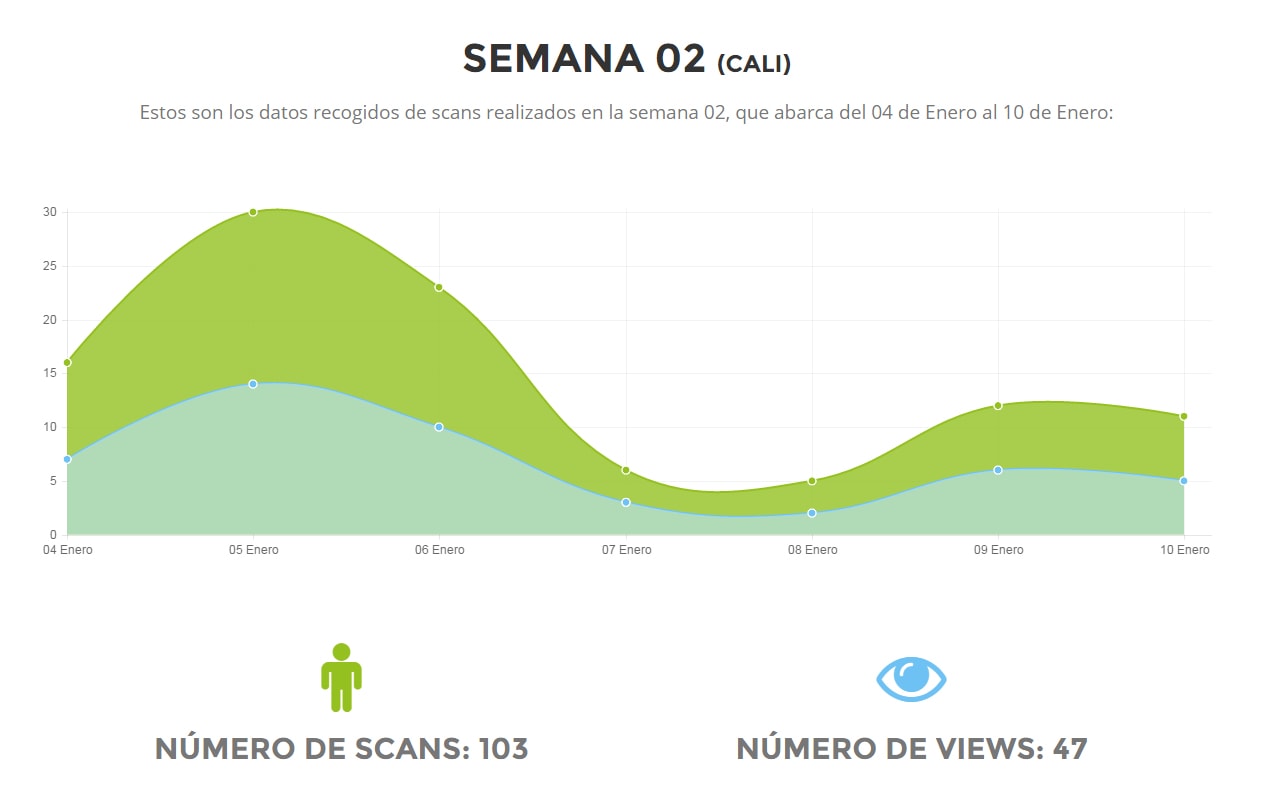 SEMANA 02 (CALI)
Estos son los datos recogidos de scans realizados en la semana 02, que abarca del 04 de Enero al 10 de Enero:
30
25
20
15
10
5
0
04 Enero 05 Enero 06 Enero 07 Enero 08 Enero 09 Enero 10 Enero
NÚMERO DE SCANS: 103 NÚMERO DE VIEWS: 47